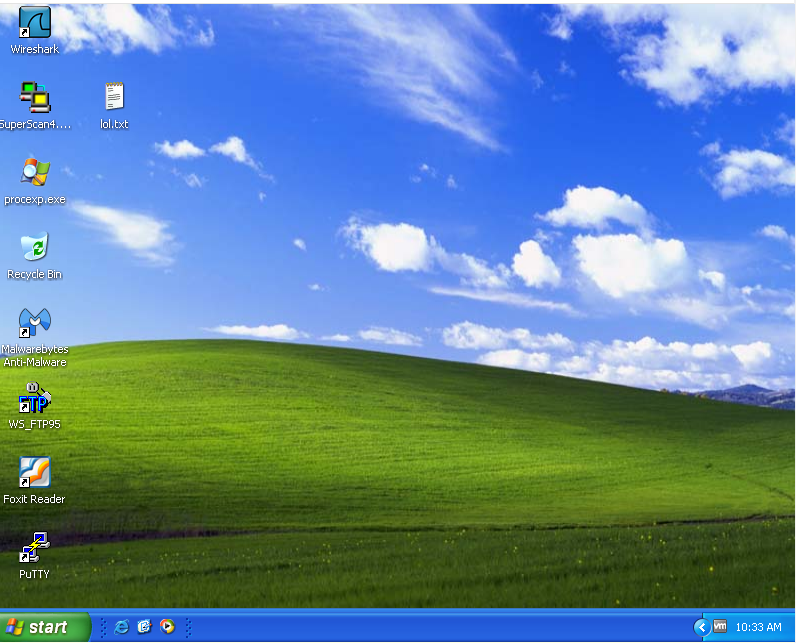 Wireshark
SuperScan4....
lol.txt
procexp.exe
Recycle Bin
Malwarebytes
Anti-Malware
FTP
WS_FTP95
Foxit Reader
PuTTY
start
vm
10:33 AM